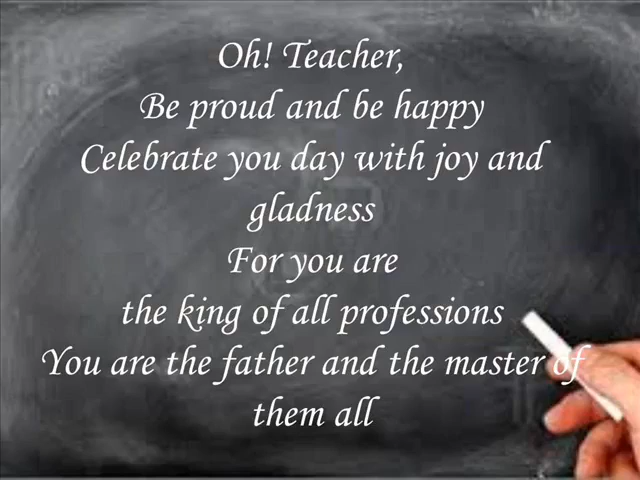 Oh! Teacher,
Be proud and be happy
Celebrate you day with joy and
gladness
For you are
the king of all professions
You are the father and the master of
them all